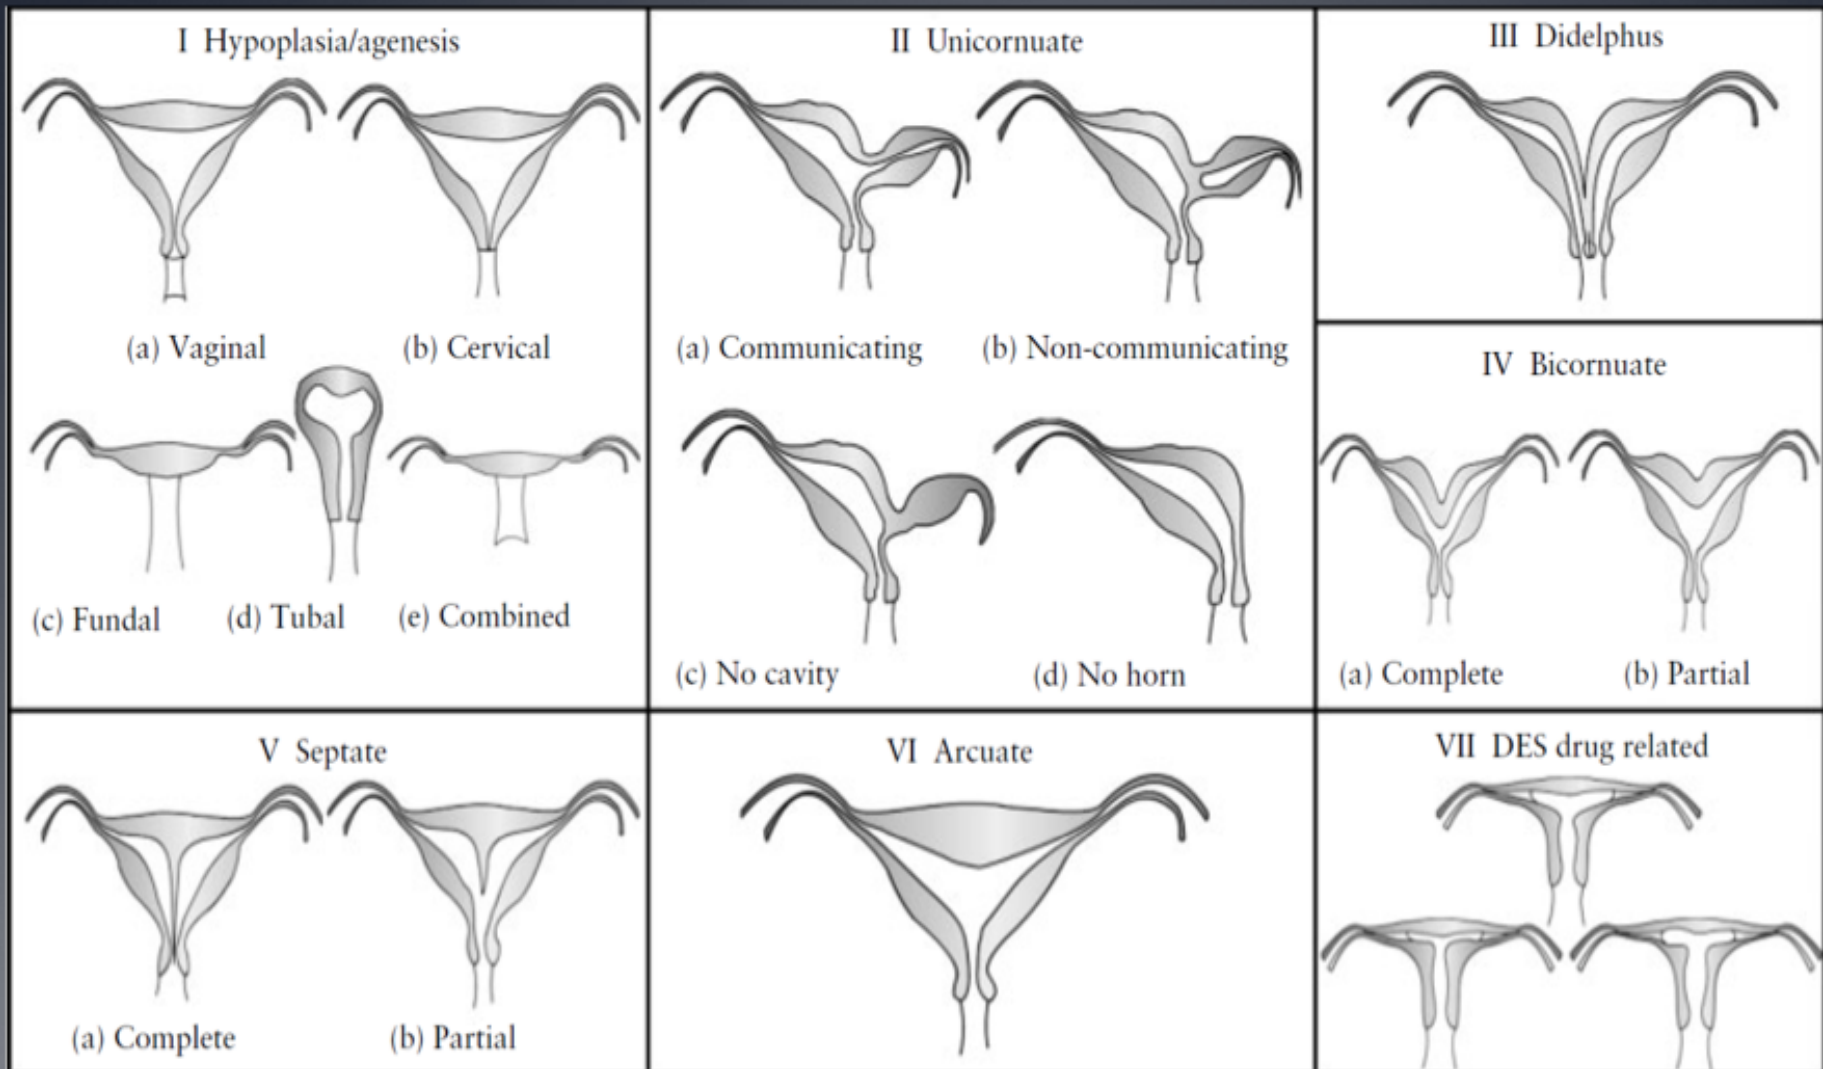 I Hypoplasia/agenesis
(a) Vaginal
(b) Cervical
(c) Fundal
(d) Tubal
(e) Combined
II Unicornuate
(a) Communicating
(b) Non-communicating
(c) No cavity
(d) No horn
III Didelphus
IV Bicornuate
(a) Complete
(b) Partial
V Septate
(a) Complete
(b) Partial
VI Arcuate
VII DES drug related